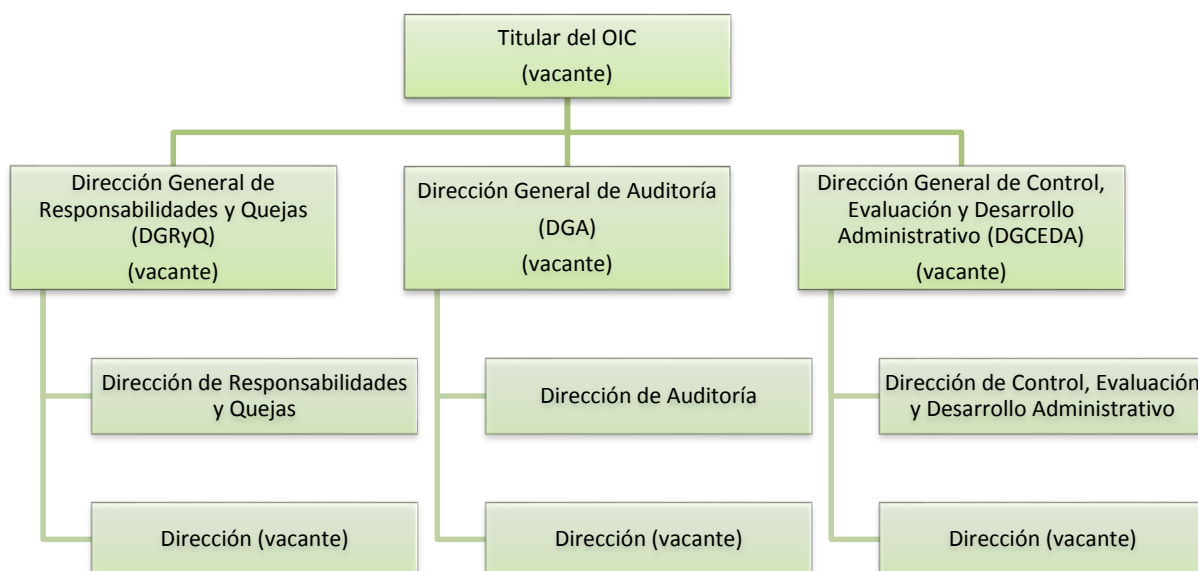 Titular del OIC
(vacante)
Dirección General de
Responsabilidades y Quejas
(DGRyQ)
(vacante)
Dirección General de Auditoría
(DGA)
(vacante)
Dirección General de Control,
Evaluación y Desarrollo
Administrativo (DGCEDA)
(vacante)
Dirección de Responsabilidades
y Quejas
Dirección de Auditoría
Dirección de Control, Evaluación
y Desarrollo Administrativo
Dirección (vacante)
Dirección (vacante)
Dirección (vacante)